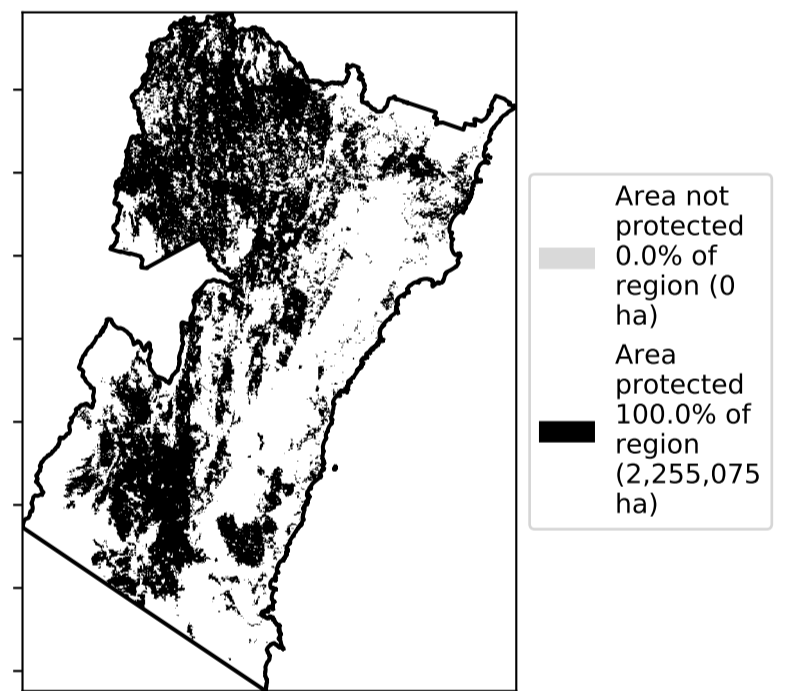 Area not
protected
0.0% of
region (0
ha)
Area
protected
100.0% of
region
(2,255,075
ha)